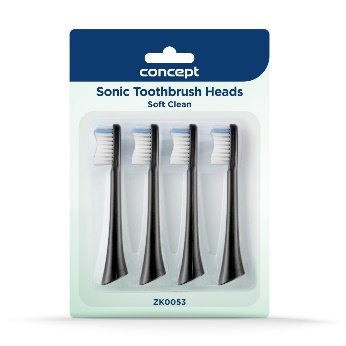 concept
Sonic Toothbrush Heads
Soft Clean
ZK0053